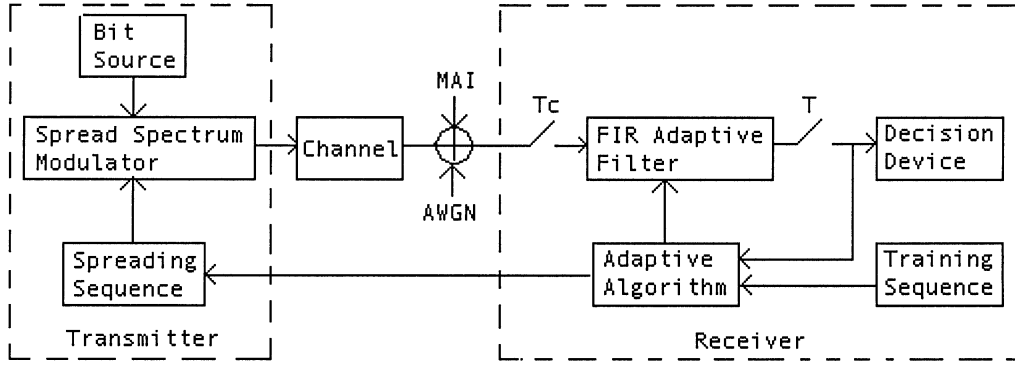 Bit
Source
MAI
Tc
T
Spread Spectrum
Modulator
Channel
FIR Adaptive
Filter
Decision
Device
AWGN
Spreading
Sequence
Adaptive
Algorithm
Training
Sequence
Transmitter
Receiver